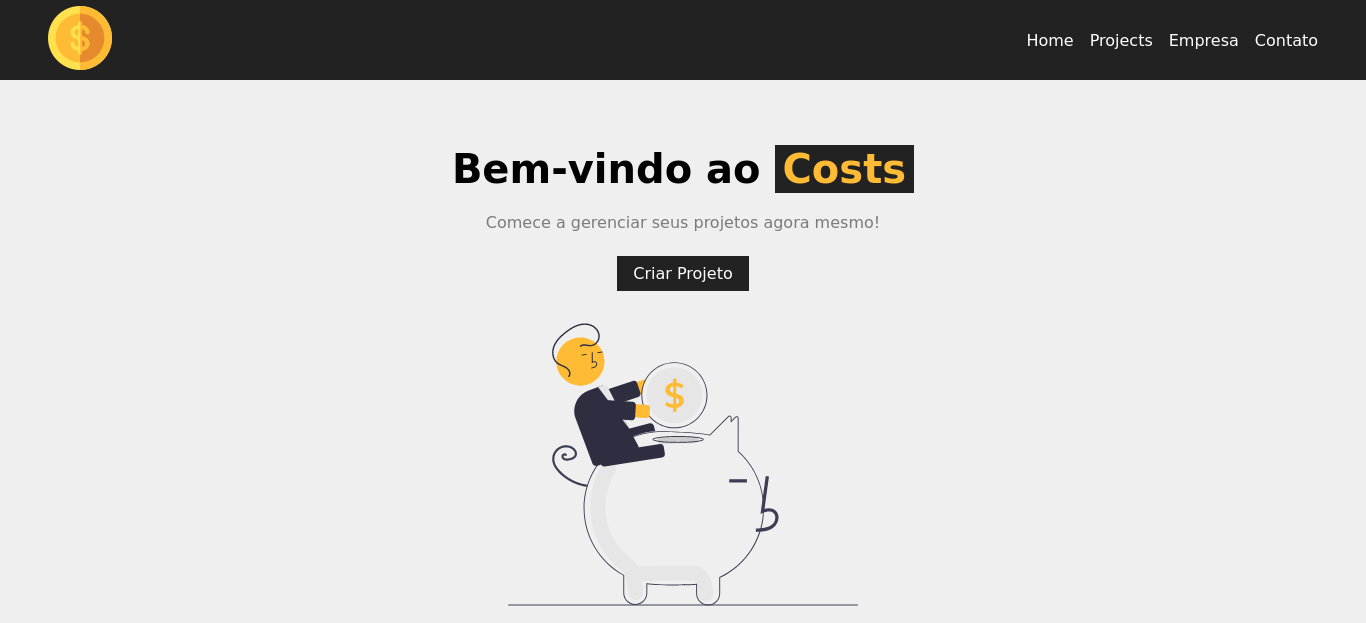 $
Home Projects Empresa Contato
Bem-vindo ao Costs
Comece a gerenciar seus projetos agora mesmo!
Criar Projeto
$